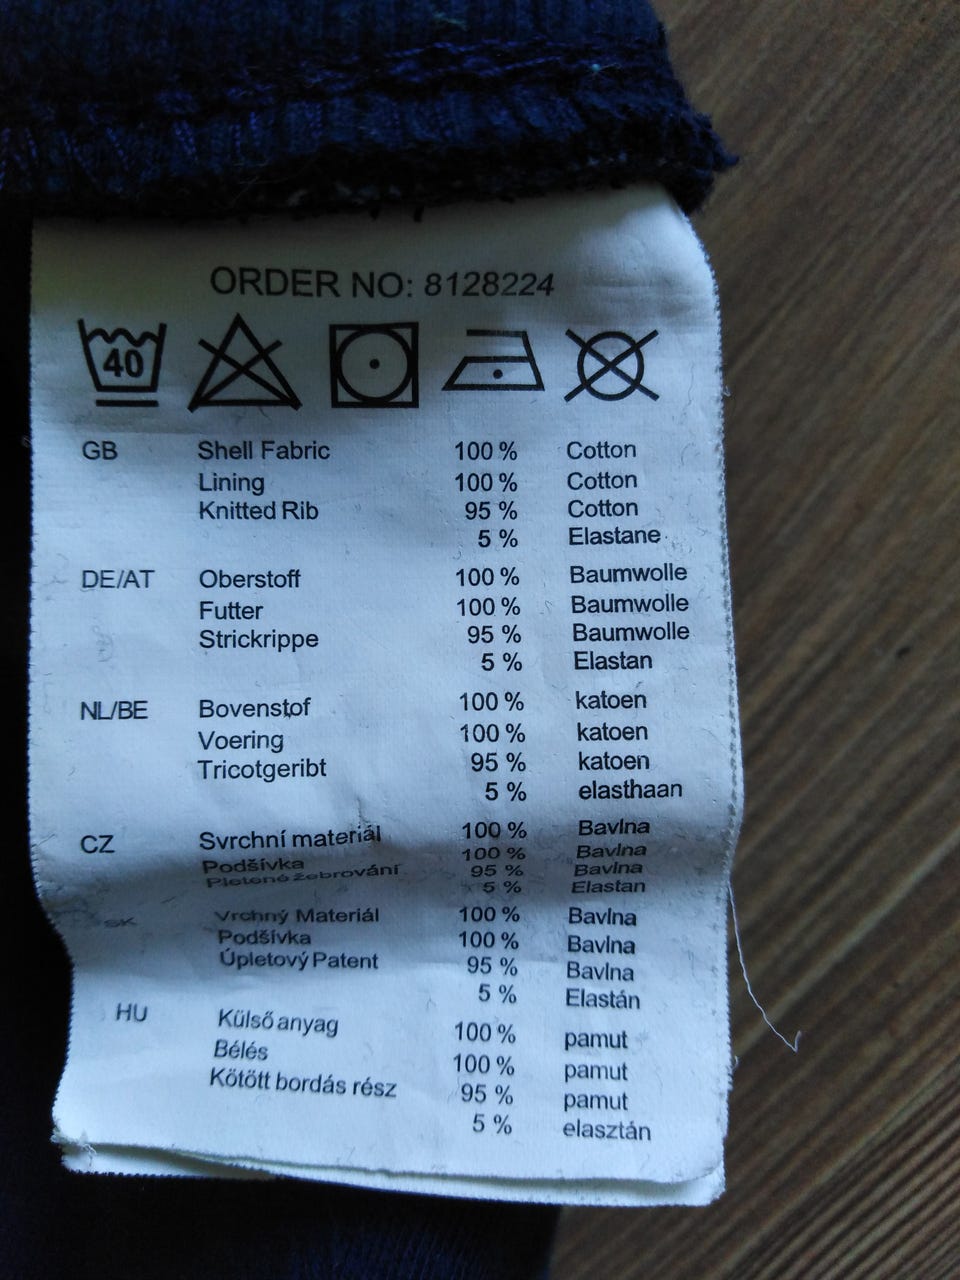 ORDER NO: 8128224
40
GB Shell Fabric 100 % Cotton
Lining 100 % Cotton
Knitted Rib 95 % Cotton
5 % Elastane
DE/AT Oberstoff 100 % Baumwolle
Futter 100 % Baumwolle
Strickrippe 95 % Baumwolle
5 % Elastan
NL/BE Bovenstof 100 % katoen
Voering 100 % katoen
Tricotgeribt 95 % katoen
5 % elasthaan
CZ Svrchní materiál 100 % Bavlna
Podšívka 100 % Bavlna
Pletené žebrování 95 % Bavlna
5 % Elastan
SK Vrchný Materiál 100 % Bavlna
Podšívka 100 % Bavlna
Úpletový Patent 95 % Bavlna
5 % Elastán
HU Külső anyag 100 % pamut
Bélés 100 % pamut
Kötött bordás rész 95 % pamut
5 % elasztán